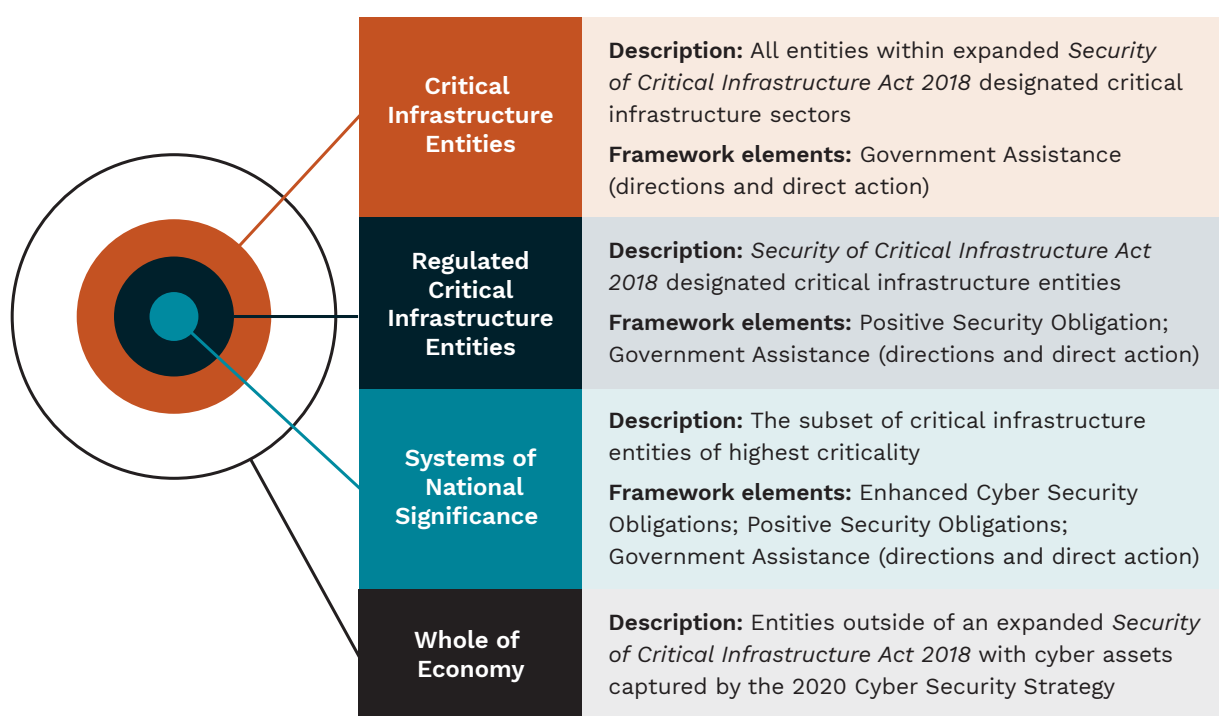 Critical
Infrastructure
Entities
Description: All entities within expanded Security
of Critical Infrastructure Act 2018 designated critical
infrastructure sectors
Framework elements: Government Assistance
(directions and direct action)
Regulated
Critical
Infrastructure
Entities
Description: Security of Critical Infrastructure Act
2018 designated critical infrastructure entities
Framework elements: Positive Security Obligation;
Government Assistance (directions and direct action)
Systems of
National
Significance
Description: The subset of critical infrastructure
entities of highest criticality
Framework elements: Enhanced Cyber Security
Obligations; Positive Security Obligations;
Government Assistance (directions and direct action)
Whole of
Economy
Description: Entities outside of an expanded Security
of Critical Infrastructure Act 2018 with cyber assets
captured by the 2020 Cyber Security Strategy